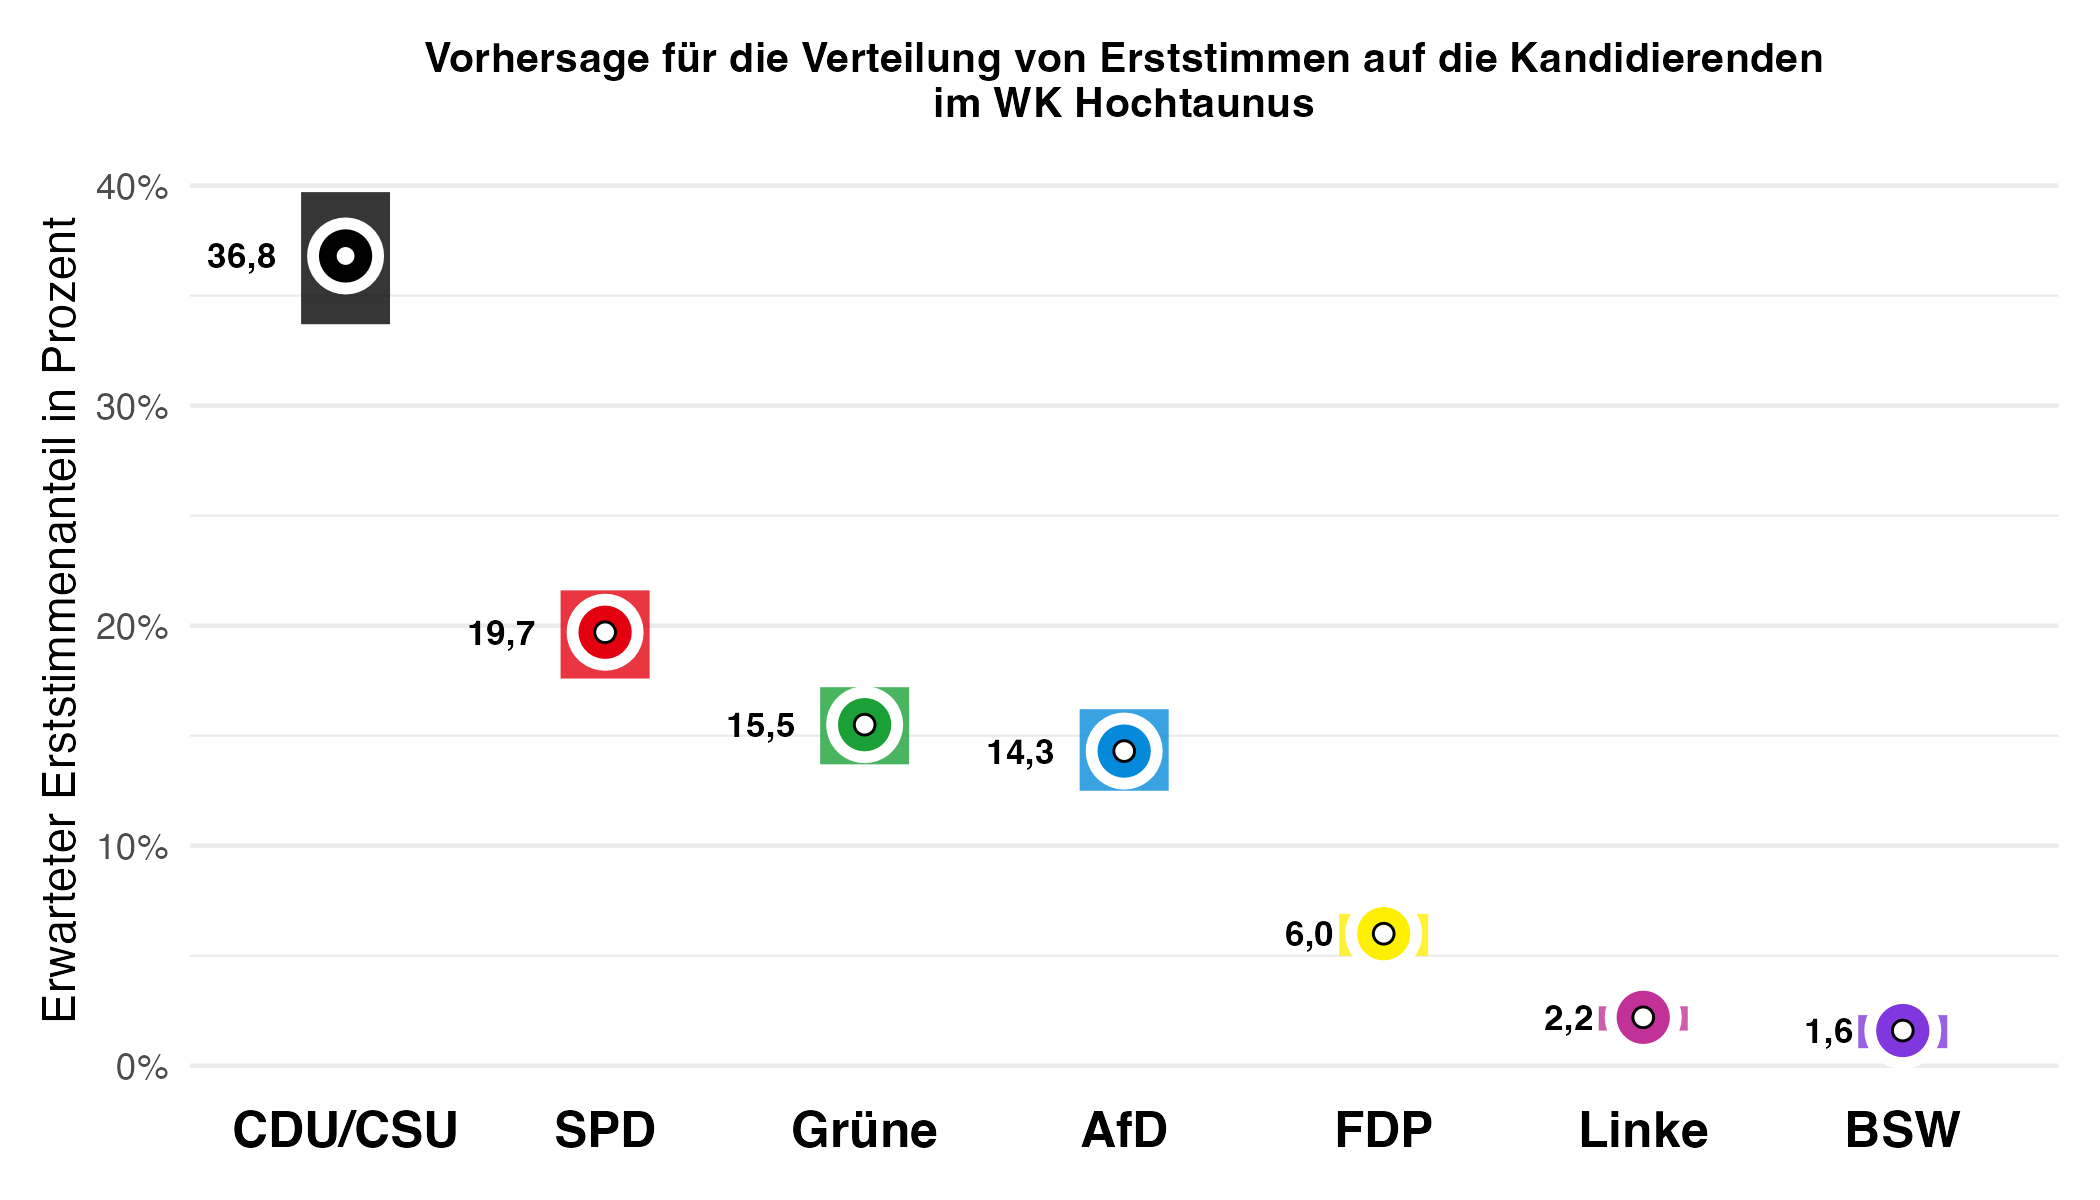 Vorhersage für die Verteilung von Erststimmen auf die Kandidierenden
im WK Hochtaunus
Erwarteter Erststimmenanteil in Prozent
40%
30%
20%
10%
0%
36,8
19,7
15,5
14,3
6,0
2,2
1,6
CDU/CSU
SPD
Grüne
AfD
FDP
Linke
BSW